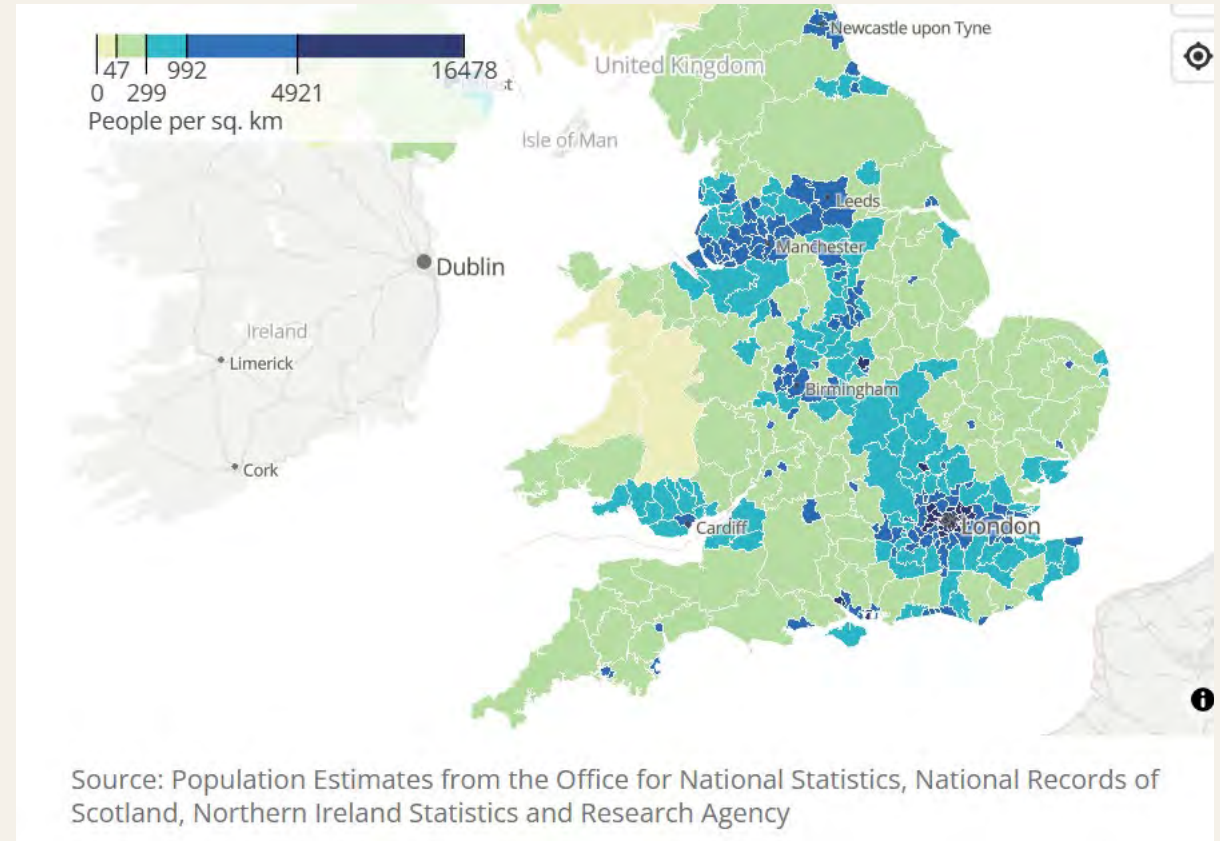 47 992 16478
0 299 4921
People per sq. km
Newcastle upon Tyne
United Kingdom
Isle of Man
Leeds
Manchester
Dublin
Ireland
Limerick
Birmingham
Cork
Cardiff
London
Source: Population Estimates from the Office for National Statistics, National Records of
Scotland, Northern Ireland Statistics and Research Agency